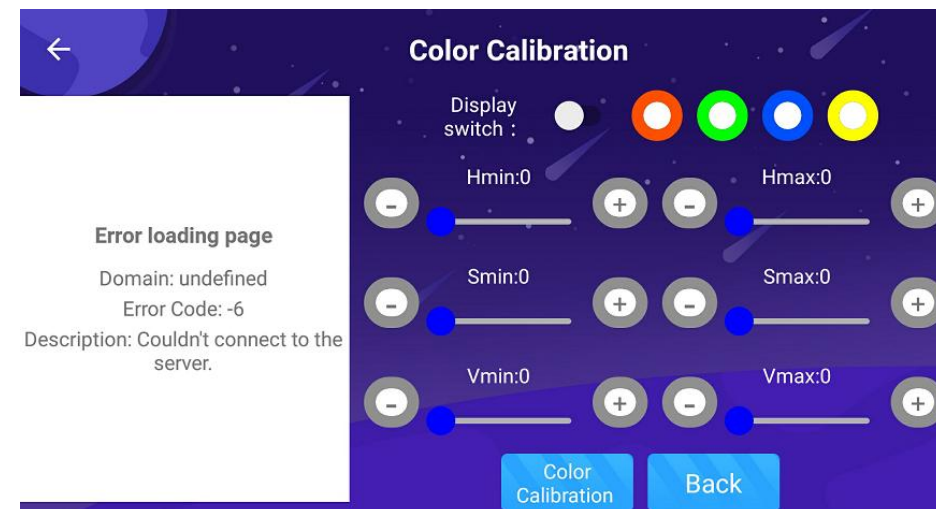 Color Calibration
Display
switch :
Hmin:0
Hmax:0
-
+
-
+
Error loading page
Domain: undefined
Error Code: -6
Description: Couldn't connect to the
server.
Smin:0
Smax:0
-
+
-
+
Vmin:0
Vmax:0
-
+
-
+
Color
Calibration
Back